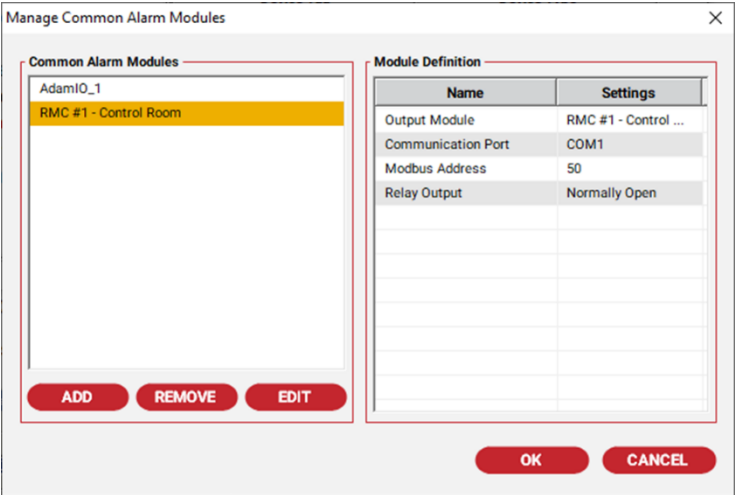 Manage Common Alarm Modules
Common Alarm Modules
AdamIO_1
RMC #1 - Control Room
ADD REMOVE EDIT
Module Definition
Name Settings
Output Module RMC #1 - Control ...
Communication Port COM1
Modbus Address 50
Relay Output Normally Open
OK CANCEL